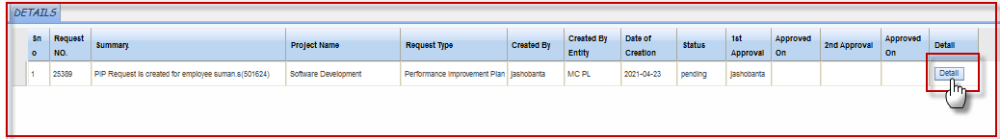 DETAILS
Sn o Request NO. Summary Project Name Request Type Created By Created By Entity Date of Creation Status 1st Approval Approved On 2nd Approval Approved On Detail
1 25389 PIP Request is created for employee suman.s(501624) Software Development Performance Improvement Plan jashobanta MC PL 2021-04-23 pending jashobanta Detail